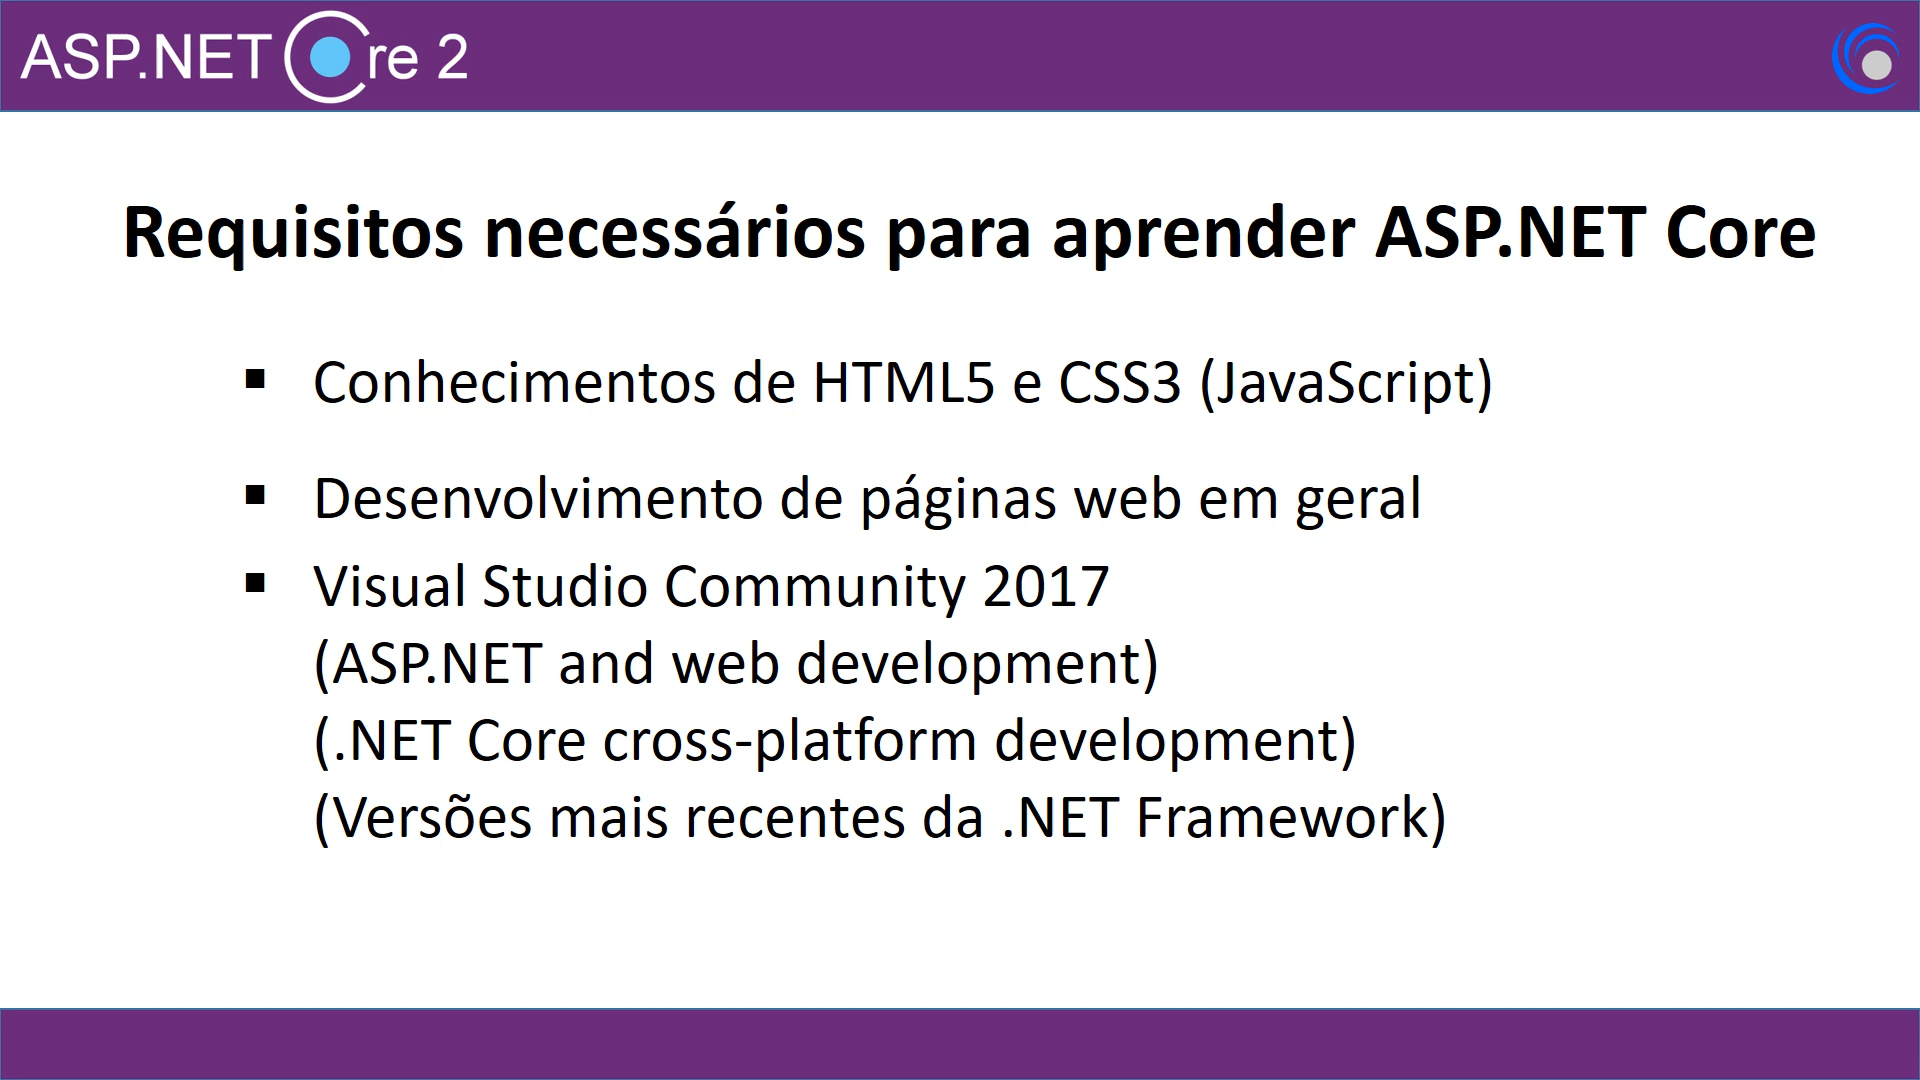 ASP.NET Core 2
Requisitos necessários para aprender ASP.NET Core
▪ Conhecimentos de HTML5 e CSS3 (JavaScript)
▪ Desenvolvimento de páginas web em geral
▪ Visual Studio Community 2017
(ASP.NET and web development)
(.NET Core cross-platform development)
(Versões mais recentes da .NET Framework)